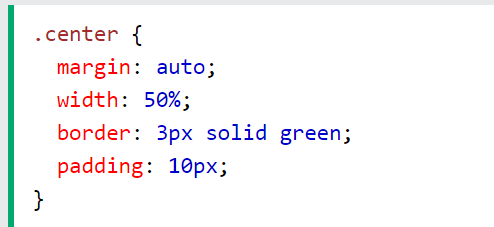 .center {
  margin: auto;
  width: 50%;
  border: 3px solid green;
  padding: 10px;
}